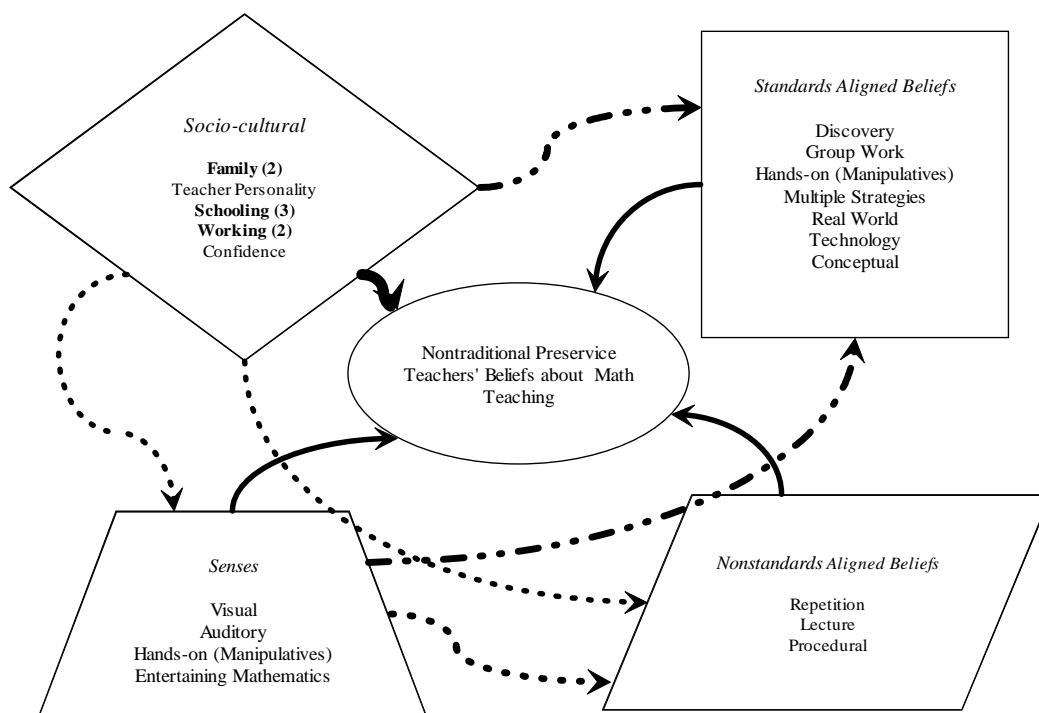 Socio-cultural
Family (2)
Teacher Personality
Schooling (3)
Working (2)
Confidence
Standards Aligned Beliefs
Discovery
Group Work
Hands-on (Manipulatives)
Multiple Strategies
Real World
Technology
Conceptual
Nontraditional Preservice
Teachers' Beliefs about Math
Teaching
Senses
Visual
Auditory
Hands-on (Manipulatives)
Entertaining Mathematics
Nonstandards Aligned Beliefs
Repetition
Lecture
Procedural